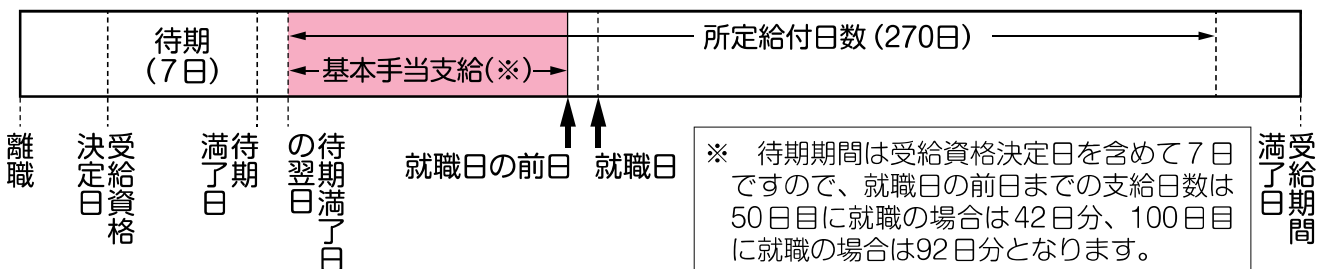 待期
(7日)
所定給付日数(270日)
基本手当支給(※)
離職
受給資格
決定日
待期
満了日
待期満了日
の翌日
就職日の前日
就職日
※ 待期期間は受給資格決定日を含めて7日
ですので、就職日の前日までの支給日数は
50日目に就職の場合は42日分、100日目
に就職の場合は92日分となります。
受給期間
満了日